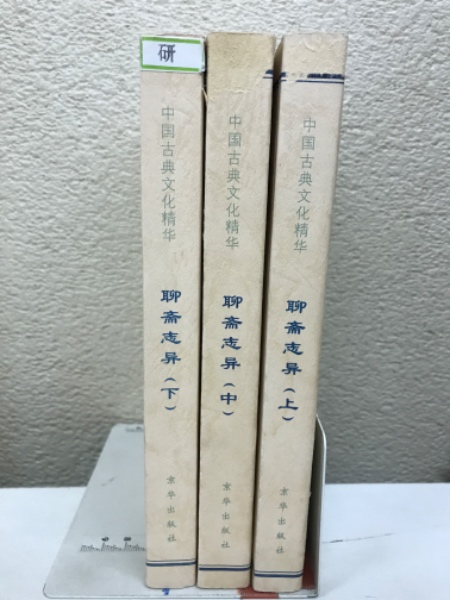 研
中国古典文化精华
聊斋志异(下)
京华出版社
中国古典文化精华
聊斋志异(中)
京华出版社
中国古典文化精华
聊斋志异(上)
京华出版社